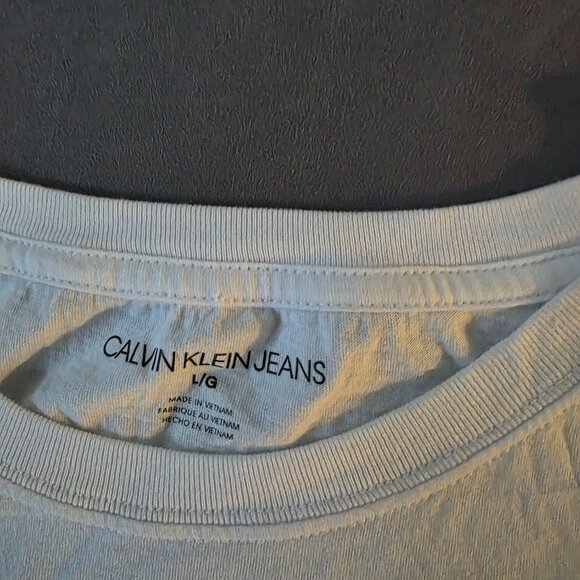 CALVIN KLEIN JEANS
L/G
MADE IN VIETNAM
FABRIQUE AU VIETNAM
HECHO EN VIETNAM